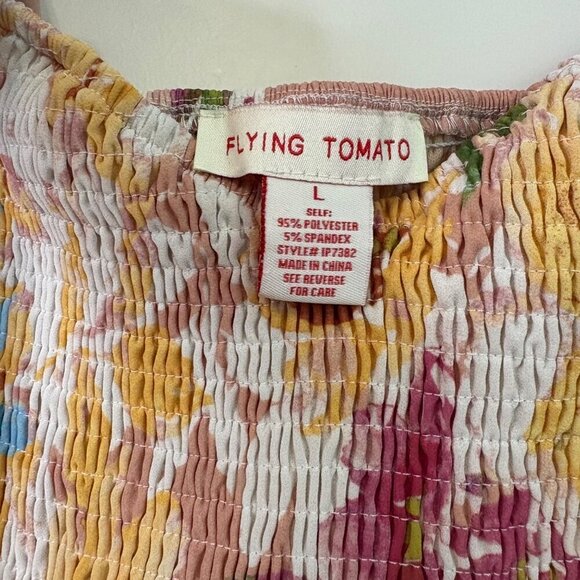 FLYING TOMATO
L
SELF:
95% POLYESTER
5% SPANDEX
STYLE# IP7382
MADE IN CHINA
SEE REVERSE
FOR CARE